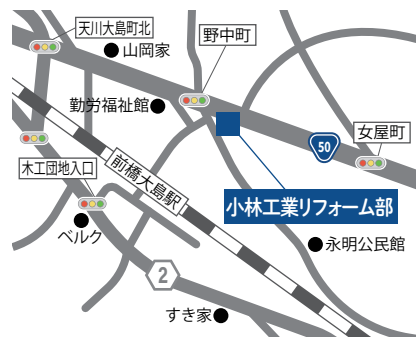 天川大島町北
山岡家
野中町
勤労福祉館
50
女屋町
木工団地入口
前橋大島駅
小林工業リフォーム部
ベルク
永明公民館
2
すき家